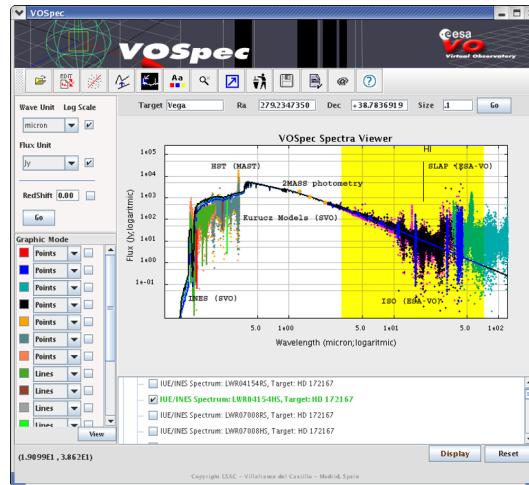 VOSpec
VOSpec
esa
VO
Virtual Observatory
EDIT
Aa
Wave Unit Log Scale
micron
Flux Unit
Jy
RedShift 0.00
Go
Target Vega Ra 279.2347350 Dec +38.7836919 Size .1 Go
VOSpec Spectra Viewer
HI
HST (MAST)
SLAP (ESA-VO)
2MASS photometry
Kurucz Models (SVO)
INES (SVO)
ISO (ESA-VO)
Flux (Jy;logaritmic)
1e+05
1e+04
1e+03
1e+02
1e+01
1e+00
1e-01
5.0 1e+00 5.0 1e+01 5.0 1e+02
Wavelength (micron;logaritmic)
Graphic Mode
Points
Points
Points
Points
Points
Points
Points
Lines
Lines
Lines
Lines
View
IUE/INES Spectrum: LWR04154RS, Target: HD 172167
IUE/INES Spectrum: LWR04154HS, Target: HD 172167
IUE/INES Spectrum: LWR07008RS, Target: HD 172167
IUE/INES Spectrum: LWR07008HS, Target: HD 172167
(1.9099E1 , 3.862E1)
Display Reset
Copyright ESAC - Villafranca del Castillo - Madrid, Spain